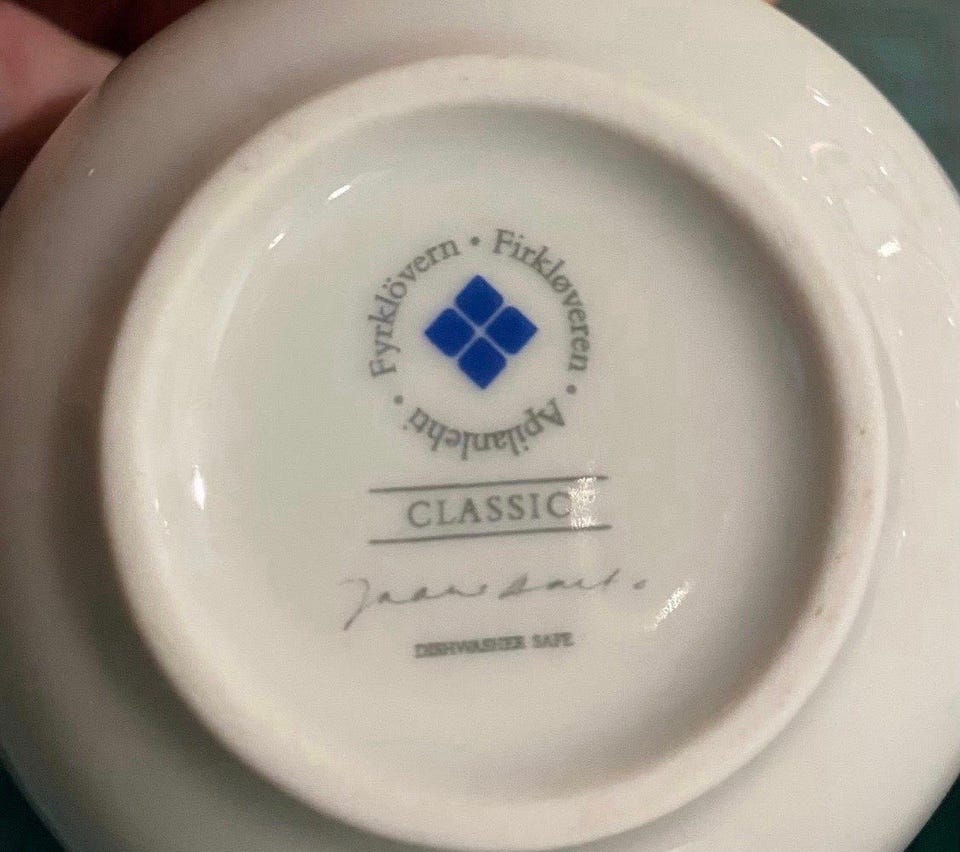 Fyrklövern • Firkløveren • Apilanlehti •
CLASSIC
DISHWASHER SAFE